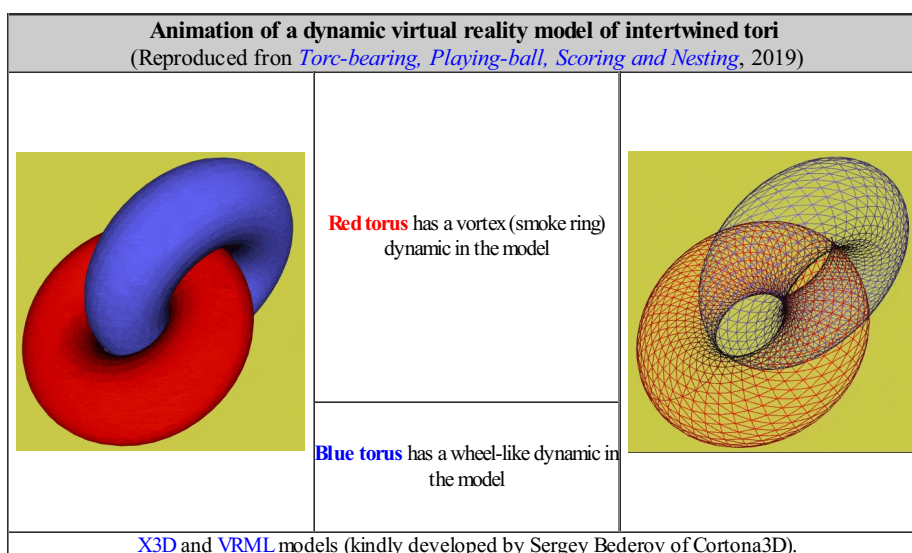 Animation of a dynamic virtual reality model of intertwined tori
(Reproduced fron Torc-bearing, Playing-ball, Scoring and Nesting, 2019)
Red torus has a vortex (smoke ring)
dynamic in the model
Blue torus has a wheel-like dynamic in
the model
X3D and VRML models (kindly developed by Sergey Bederov of Cortona3D).